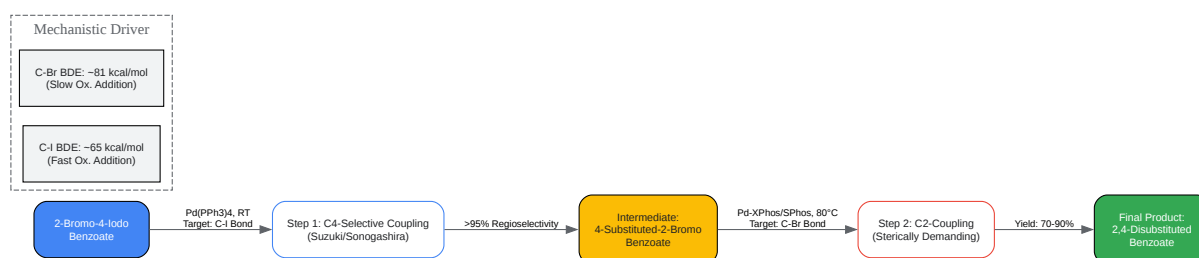 Mechanistic Driver
C-Br BDE: ~81 kcal/mol
(Slow Ox. Addition)
C-I BDE: ~65 kcal/mol
(Fast Ox. Addition)
2-Bromo-4-Iodo
Benzoate
Pd(PPh3)4, RT
Target: C-I Bond
Step 1: C4-Selective Coupling
(Suzuki/Sonogashira)
>95% Regioselectivity
Intermediate:
4-Substituted-2-Bromo
Benzoate
Pd-XPhos/SPhos, 80°C
Target: C-Br Bond
Step 2: C2-Coupling
(Sterically Demanding)
Yield: 70-90%
Final Product:
2,4-Disubstituted
Benzoate